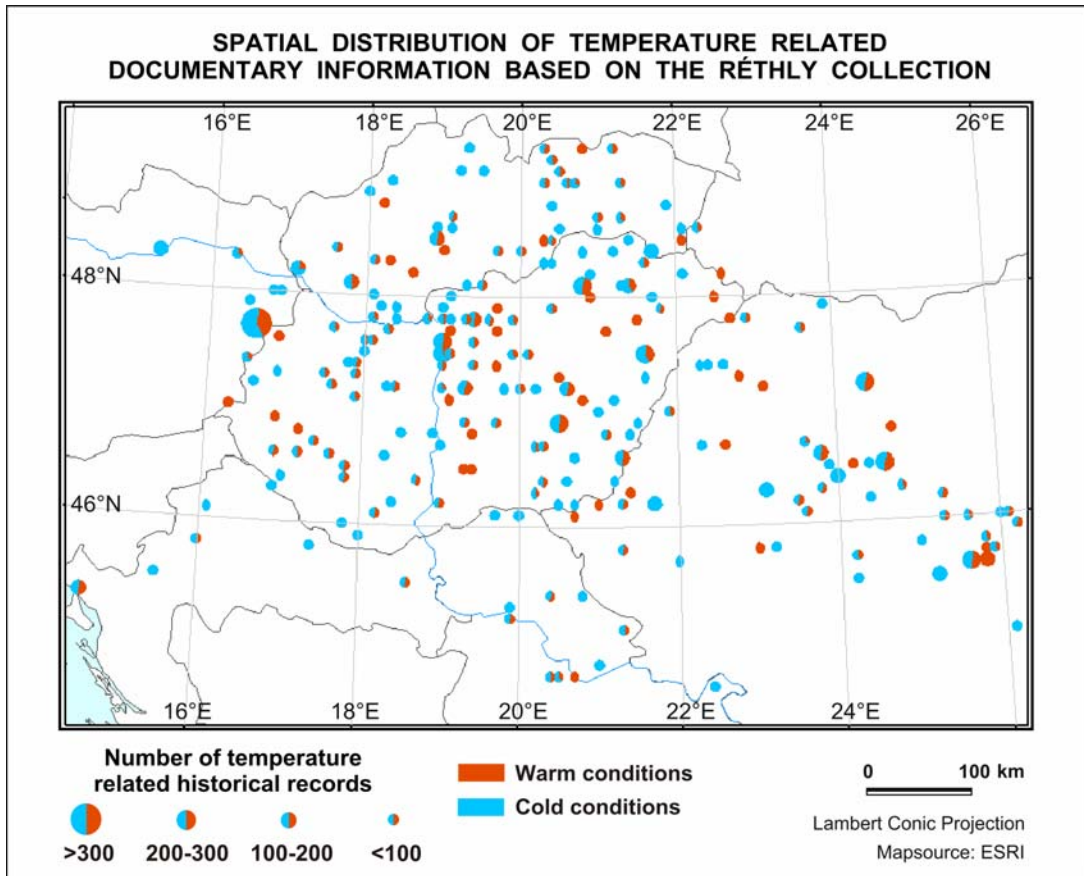 SPATIAL DISTRIBUTION OF TEMPERATURE RELATED
DOCUMENTARY INFORMATION BASED ON THE RÉTHLY COLLECTION
16°E 18°E 20°E 22°E 24°E 26°E
48°N
46°N
16°E 18°E 20°E 22°E 24°E
Number of temperature
related historical records
>300 200-300 100-200 <100
Warm conditions
Cold conditions
0 100 km
Lambert Conic Projection
Mapsource: ESRI